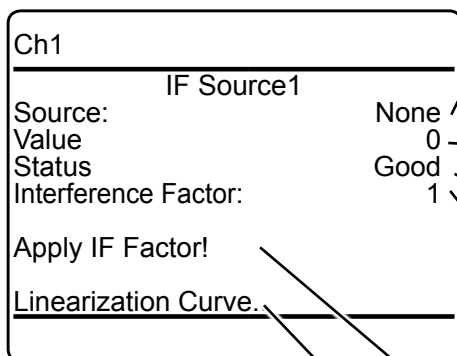 Ch1
IF Source1
Source: None
Value 0
Status Good
Interference Factor: 1
Apply IF Factor!
Linearization Curve..